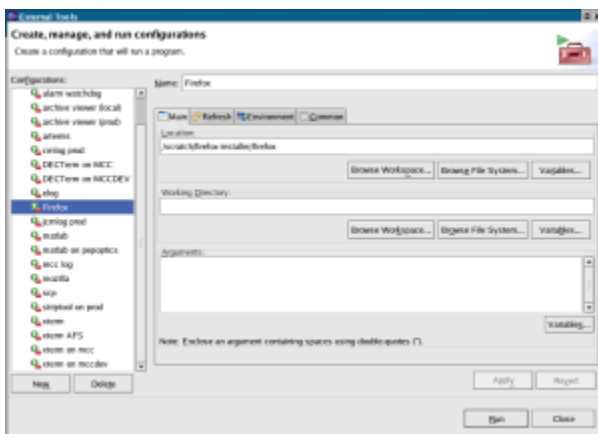 External Tools
Create, manage, and run configurations
Create a configuration that will run a program.
Configurations:
alarm watchdog
archive viewer (local)
archive viewer (prod)
artemis
cmlog prod
DECTerm on MCC
DECTerm on MCCDEV
elog
Firefox
jcmlog prod
matlab
matlab on pepoptics
mcc log
mozilla
scp
striptool on prod
xterm
xterm APS
xterm on mcc
xterm on mccdev
New
Delete
Name: Firefox
Main Refresh Environment Common
Location:
/scratch/firefox-installer/firefox
Browse Workspace... Browse File System... Variables...
Working Directory:
Browse Workspace... Browse File System... Variables...
Arguments:
Variables...
Note: Enclose an argument containing spaces using double-quotes (").
Apply Revert
Run Close